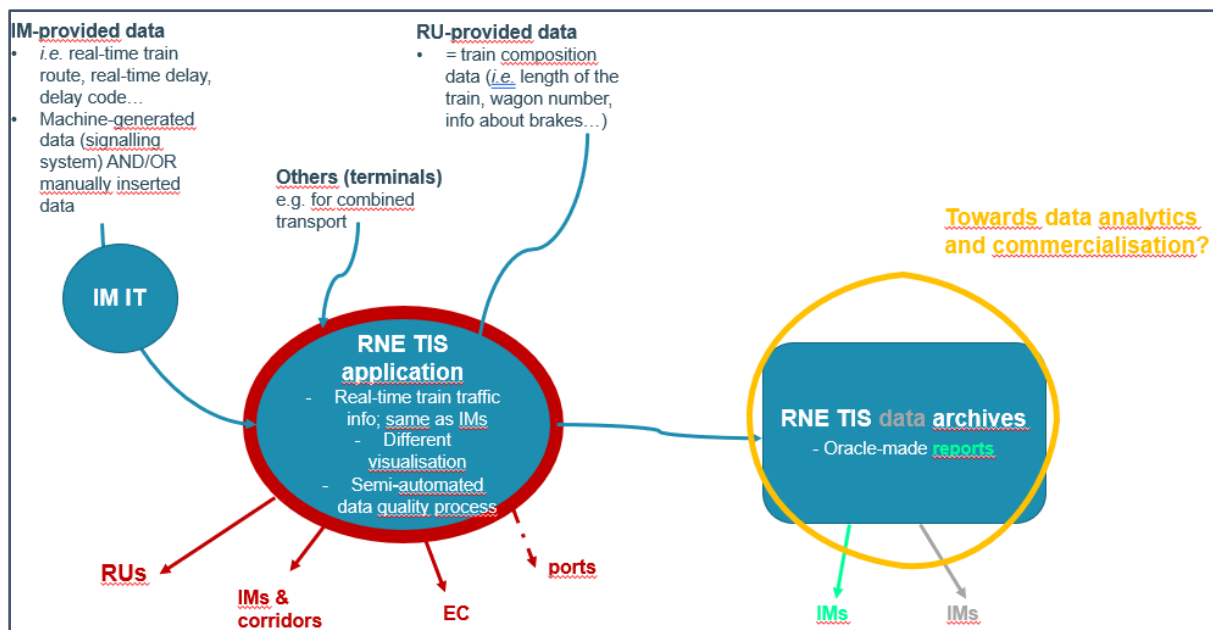 IM-provided data
• i.e. real-time train
route, real-time delay,
delay code…
• Machine-generated
data (signalling
system) AND/OR
manually inserted
data
RU-provided data
• = train composition
data (i.e. length of the
train, wagon number,
info about brakes…)
Others (terminals)
e.g. for combined
transport
Towards data analytics
and commercialisation?
IM IT
RNE TIS
application
- Real-time train traffic
info; same as IMs
- Different
visualisation
- Semi-automated
data quality process
RNE TIS data archives
- Oracle-made reports
RUs
IMs &
corridors
EC
ports
IMs
IMs